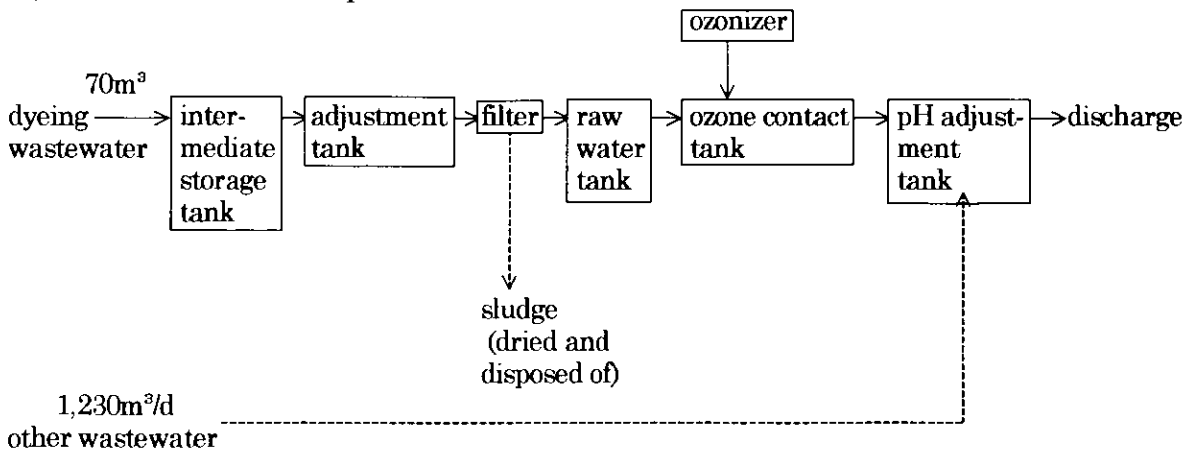 ozonizer
70m³
dyeing
wastewater
inter-
mediate
storage
tank
adjustment
tank
filter
raw
water
tank
ozone contact
tank
pH adjust-
ment
tank
discharge
sludge
(dried and
disposed of)
1,230m³/d
other wastewater